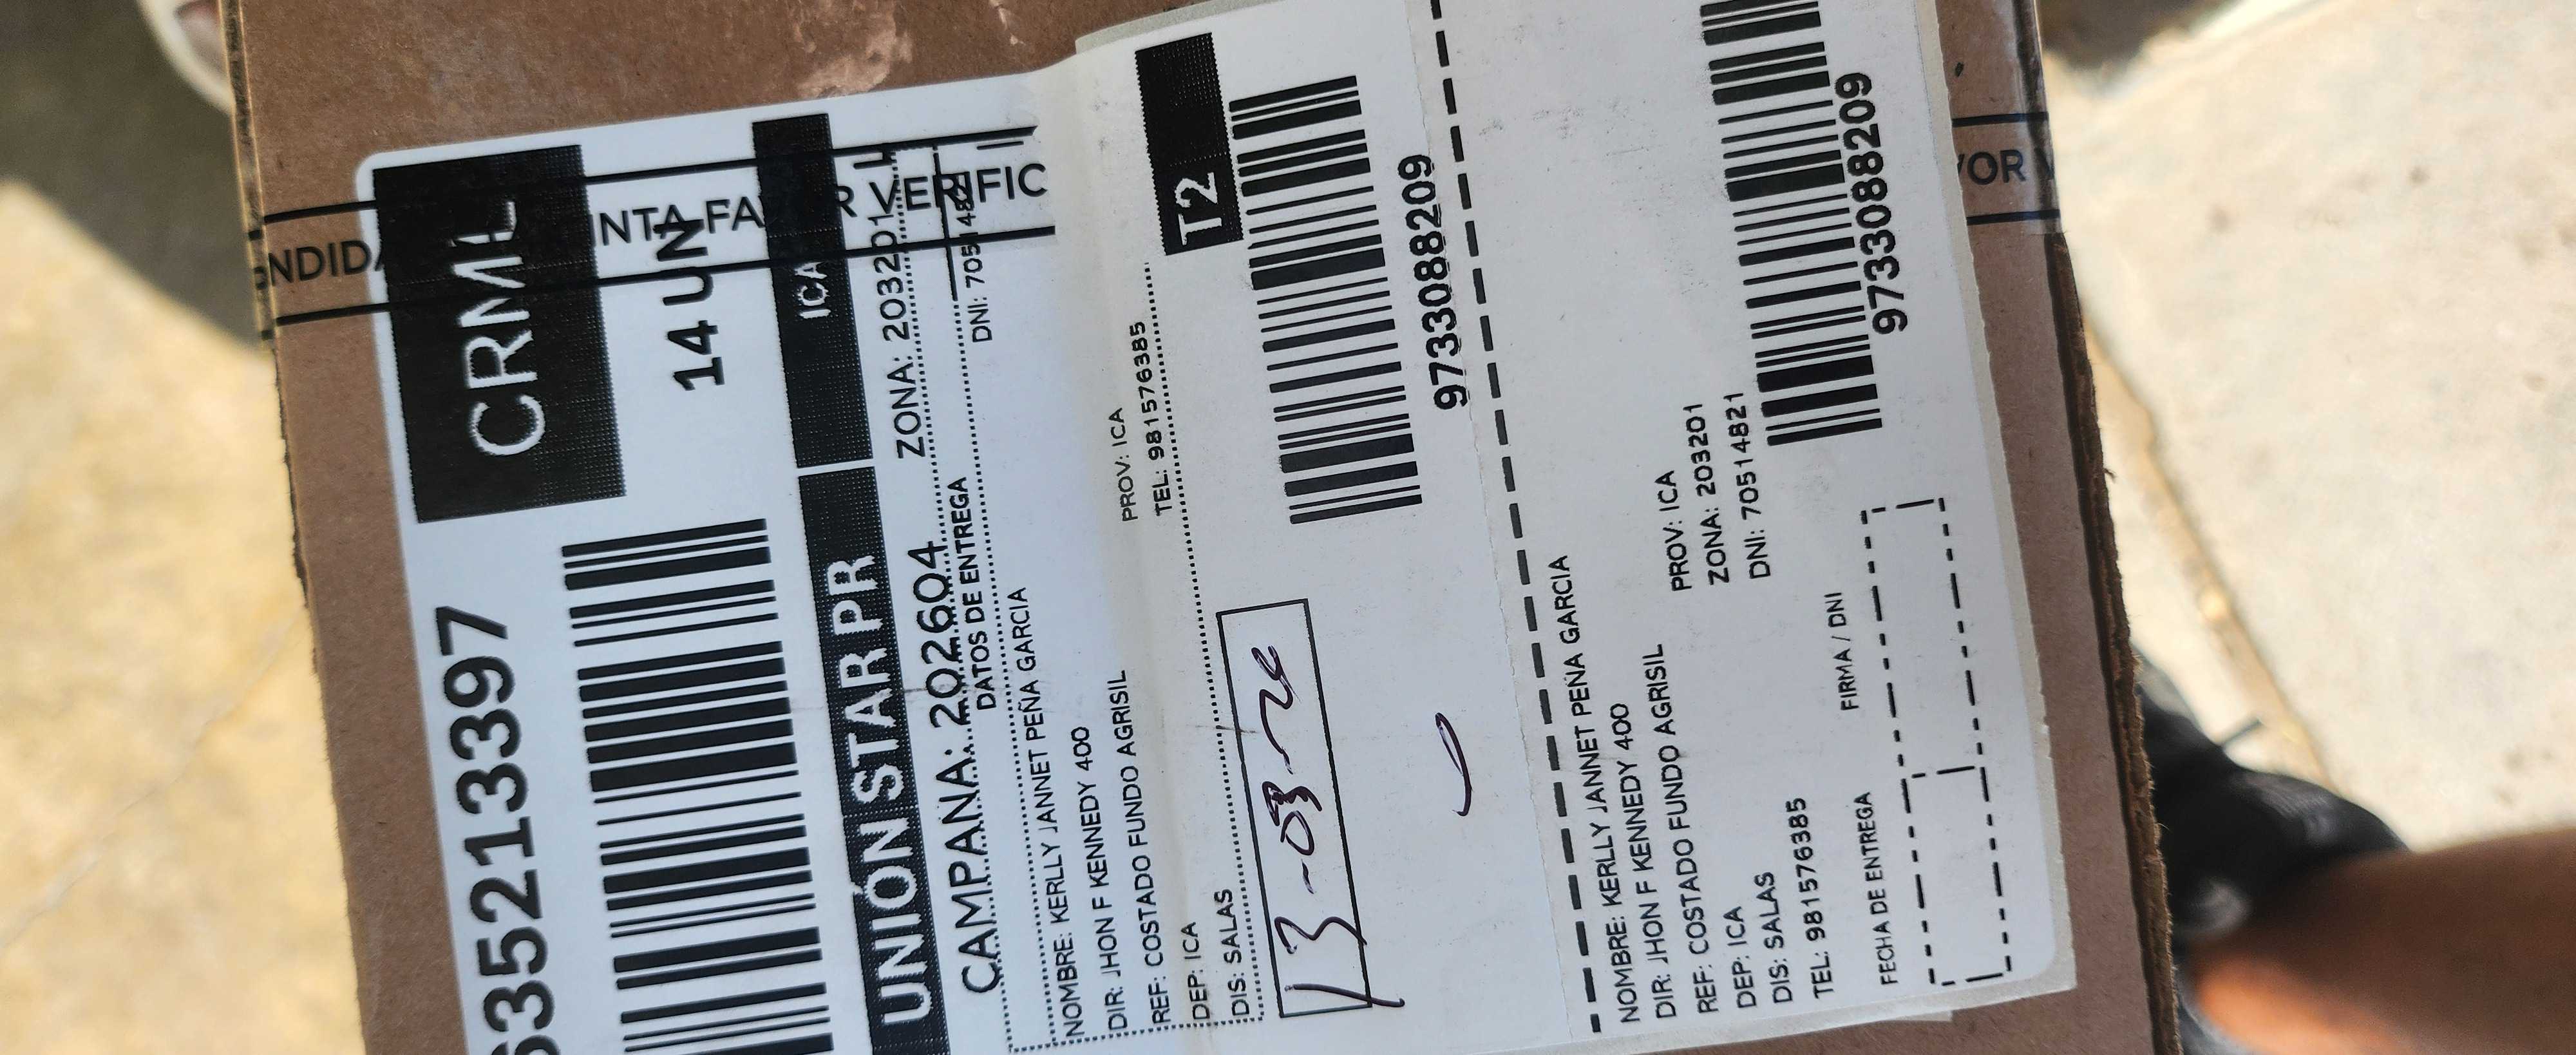 635213397
CRML
14 UN
UNIÓN STAR PR
ICA
CAMPAÑA: 202604
ZONA: 203201
DATOS DE ENTREGA
NOMBRE: KERLLY JANNET PEÑA GARCIA
DNI: 70514821
DIR: JHON F KENNEDY 400
REF: COSTADO FUNDO AGRISIL
DEP: ICA
PROV: ICA
DIS: SALAS
TEL: 981576385
13-03-26
T2
9733088209
NOMBRE: KERLLY JANNET PEÑA GARCIA
DIR: JHON F KENNEDY 400
REF: COSTADO FUNDO AGRISIL
DEP: ICA
PROV: ICA
DIS: SALAS
ZONA: 203201
TEL: 981576385
DNI: 70514821
FECHA DE ENTREGA
FIRMA / DNI
9733088209